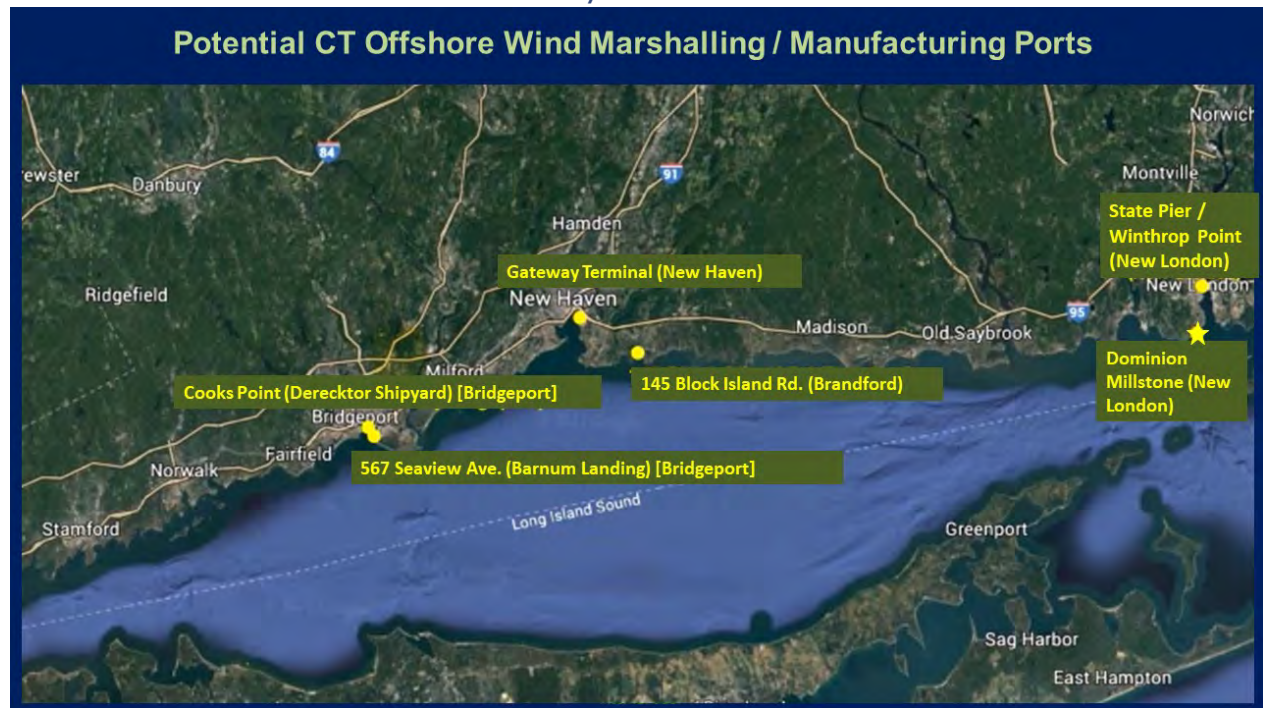 Potential CT Offshore Wind Marshalling / Manufacturing Ports
Norwich
84
Montville
91
ewster
Danbury
State Pier /
Winthrop Point
(New London)
Hamden
Gateway Terminal (New Haven)
Ridgefield
New Haven
New London
95
Madison
Old Saybrook
Dominion
Millstone (New
London)
Milford
145 Block Island Rd. (Brandford)
Cooks Point (Derecktor Shipyard) [Bridgeport]
Bridgeport
Fairfield
567 Seaview Ave. (Barnum Landing) [Bridgeport]
Norwalk
Long Island Sound
Stamford
Greenport
Sag Harbor
East Hampton